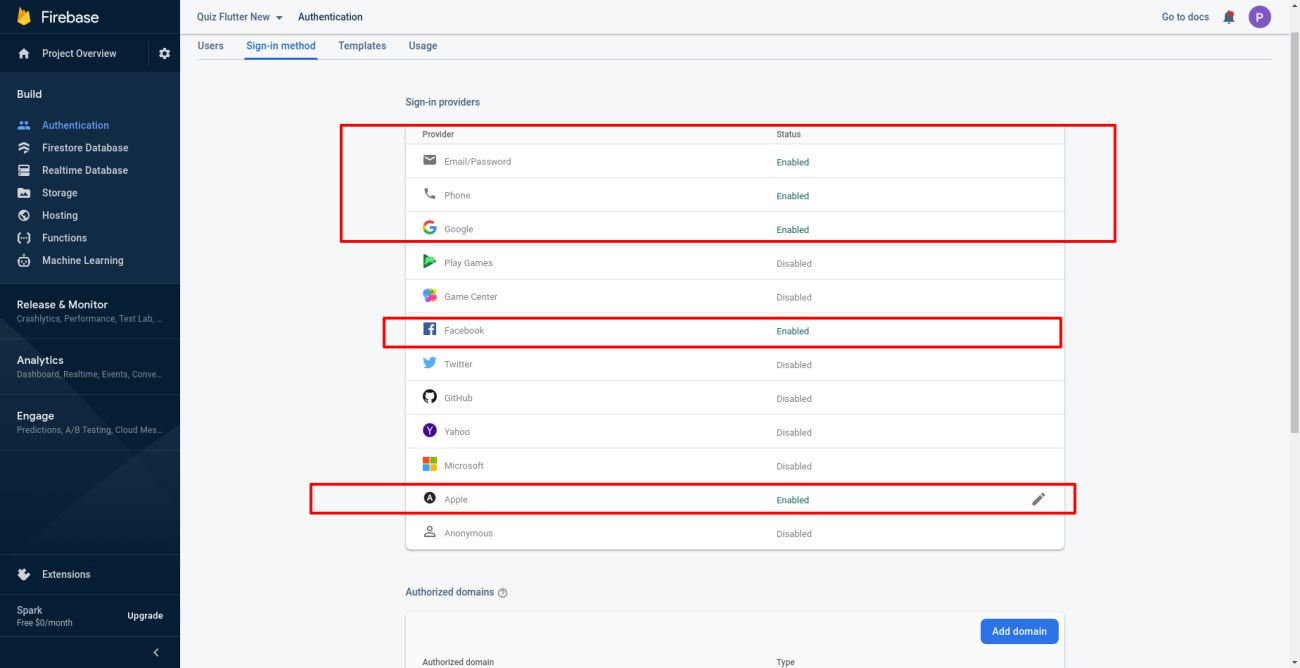 Firebase
Project Overview
Build
Authentication
Firestore Database
Realtime Database
Storage
Hosting
Functions
Machine Learning
Release & Monitor
Crashlytics, Performance, Test Lab, ...
Analytics
Dashboard, Realtime, Events, Conve...
Engage
Predictions, A/B Testing, Cloud Mes...
Extensions
Spark
Free $0/month
Upgrade
Quiz Flutter New Authentication
Go to docs
P
Users Sign-in method Templates Usage
Sign-in providers
Provider Status
Email/Password Enabled
Phone Enabled
Google Enabled
Play Games Disabled
Game Center Disabled
Facebook Enabled
Twitter Disabled
GitHub Disabled
Yahoo Disabled
Microsoft Disabled
Apple Enabled
Anonymous Disabled
Authorized domains
Add domain
Authorized domain Type